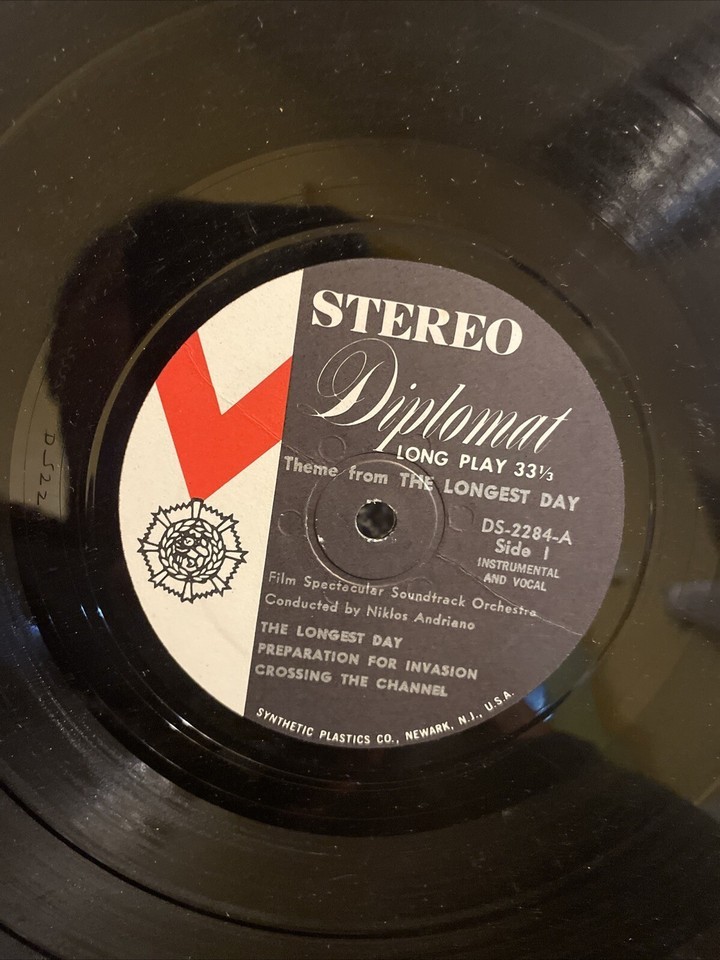 STEREO
Diplomat
LONG PLAY 33⅓
Theme from THE LONGEST DAY
DS-2284-A
Side 1
INSTRUMENTAL
AND VOCAL
Film Spectacular Soundtrack Orchestra
Conducted by Niklos Andriano
THE LONGEST DAY
PREPARATION FOR INVASION
CROSSING THE CHANNEL
SYNTHETIC PLASTICS CO., NEWARK, N.J., U.S.A.